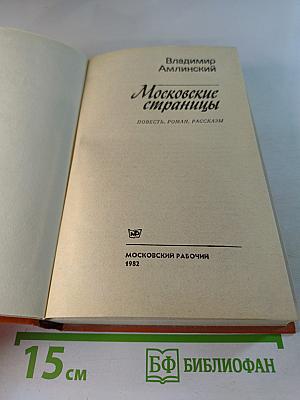 Владимир
Амлинский
Московские
страницы
ПОВЕСТЬ, РОМАН, РАССКАЗЫ
МОСКОВСКИЙ РАБОЧИЙ
1982
15 см
БФ БИБЛИОФАН